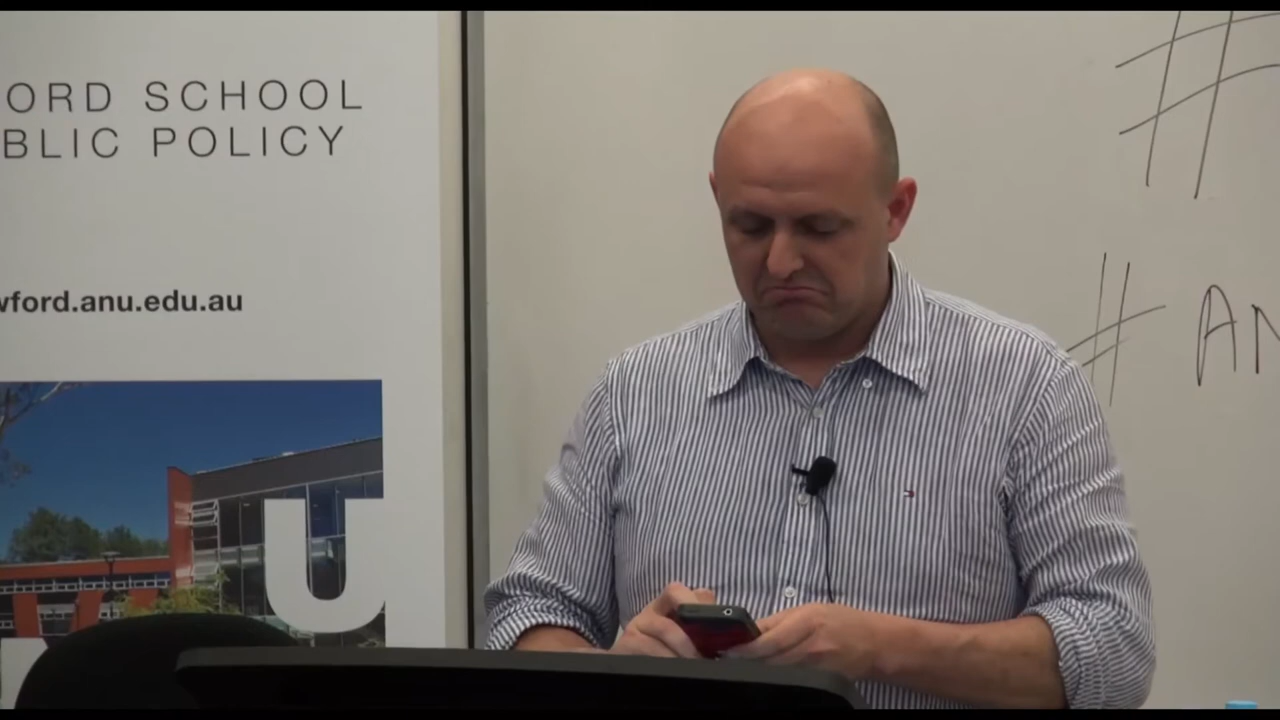 ORD SCHOOL
BLIC POLICY
wford.anu.edu.au
u
#
# AN